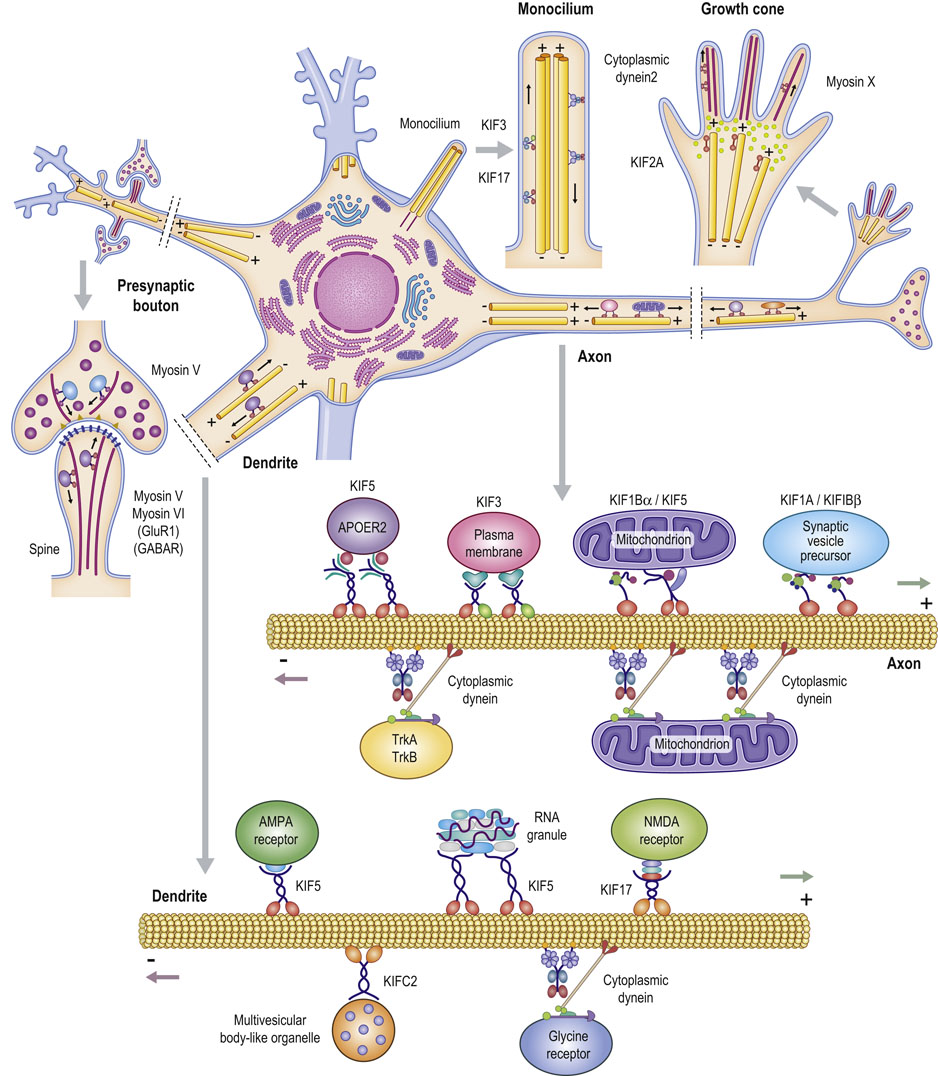 Monocilium
Growth cone
Cytoplasmic
dynein2
Myosin X
Monocilium
KIF3
KIF17
KIF2A
Presynaptic
bouton
Myosin V
Axon
Dendrite
Myosin V
Myosin VI
(GluR1)
(GABAR)
Spine
KIF5
APOER2
KIF3
Plasma
membrane
KIF1Bα / KIF5
Mitochondrion
KIF1A / KIFIBβ
Synaptic
vesicle
precursor
+
-
Axon
Cytoplasmic
dynein
TrkA
TrkB
Cytoplasmic
dynein
Mitochondrion
AMPA
receptor
KIF5
RNA
granule
KIF5
NMDA
receptor
KIF17
Dendrite
+
-
KIFC2
Multivesicular
body-like organelle
Cytoplasmic
dynein
Glycine
receptor